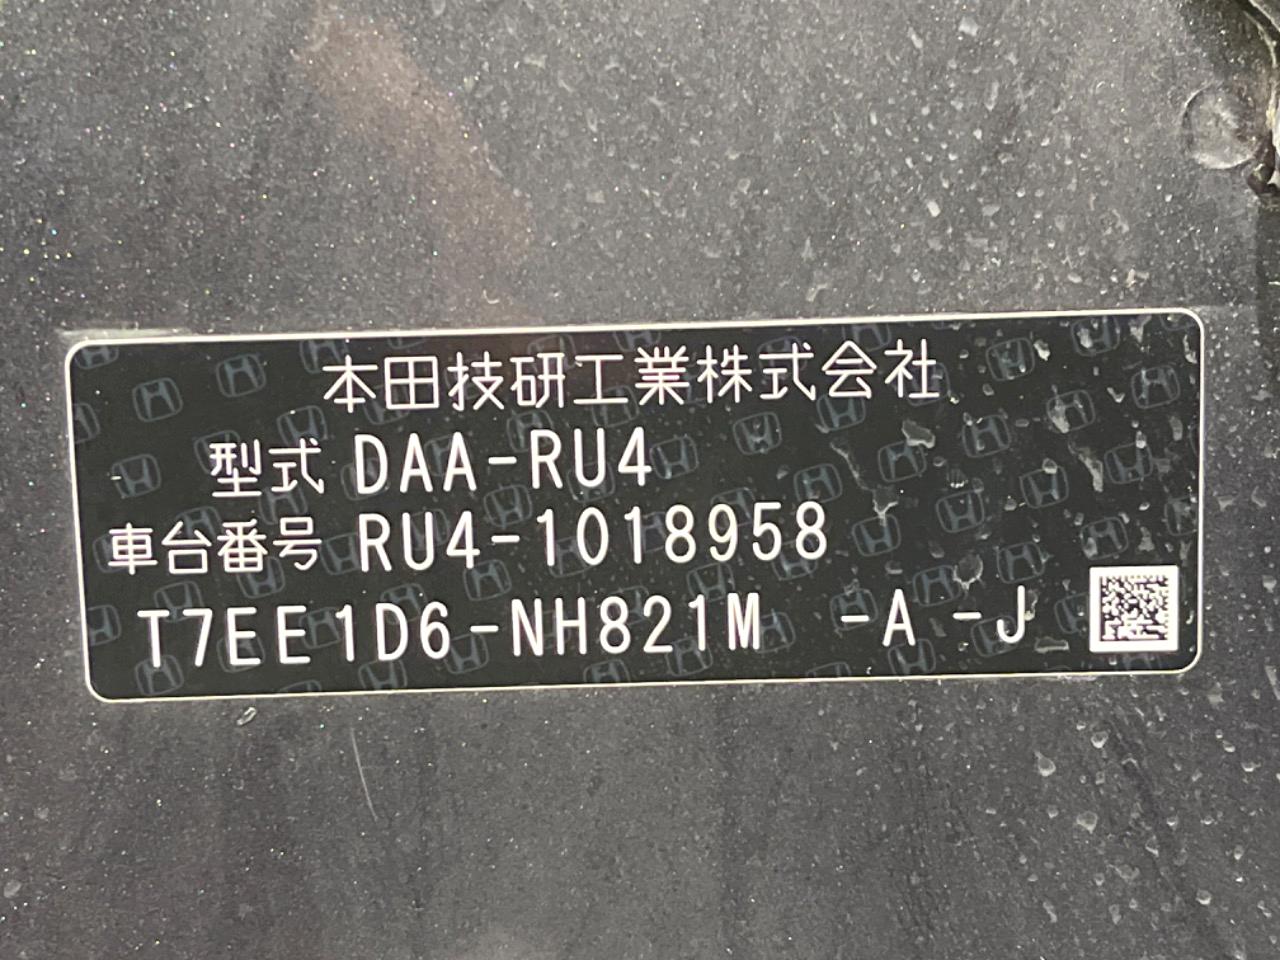 本田技研工業株式会社
型式 DAA-RU4
車台番号 RU4-1018958
T7EE1D6-NH821M -A -J